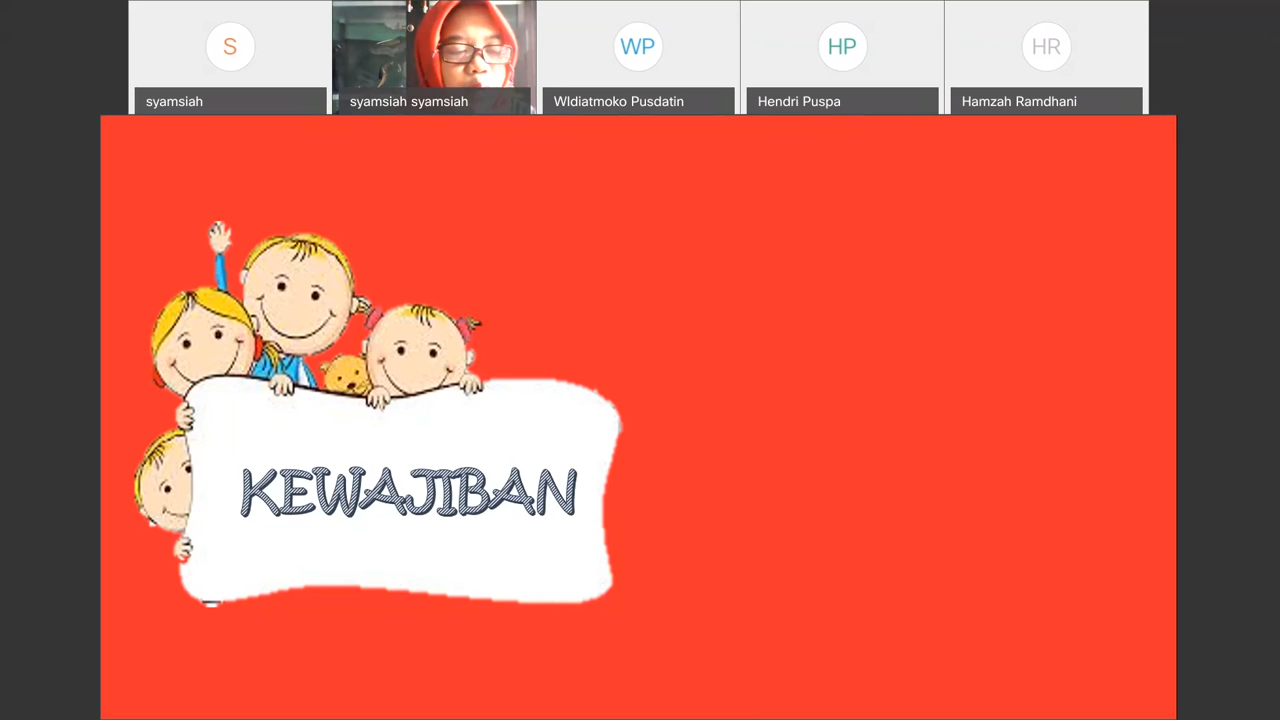 S
WP
HP
HR
syamsiah
syamsiah syamsiah
WIdiatmoko Pusdatin
Hendri Puspa
Hamzah Ramdhani
KEWAJIBAN